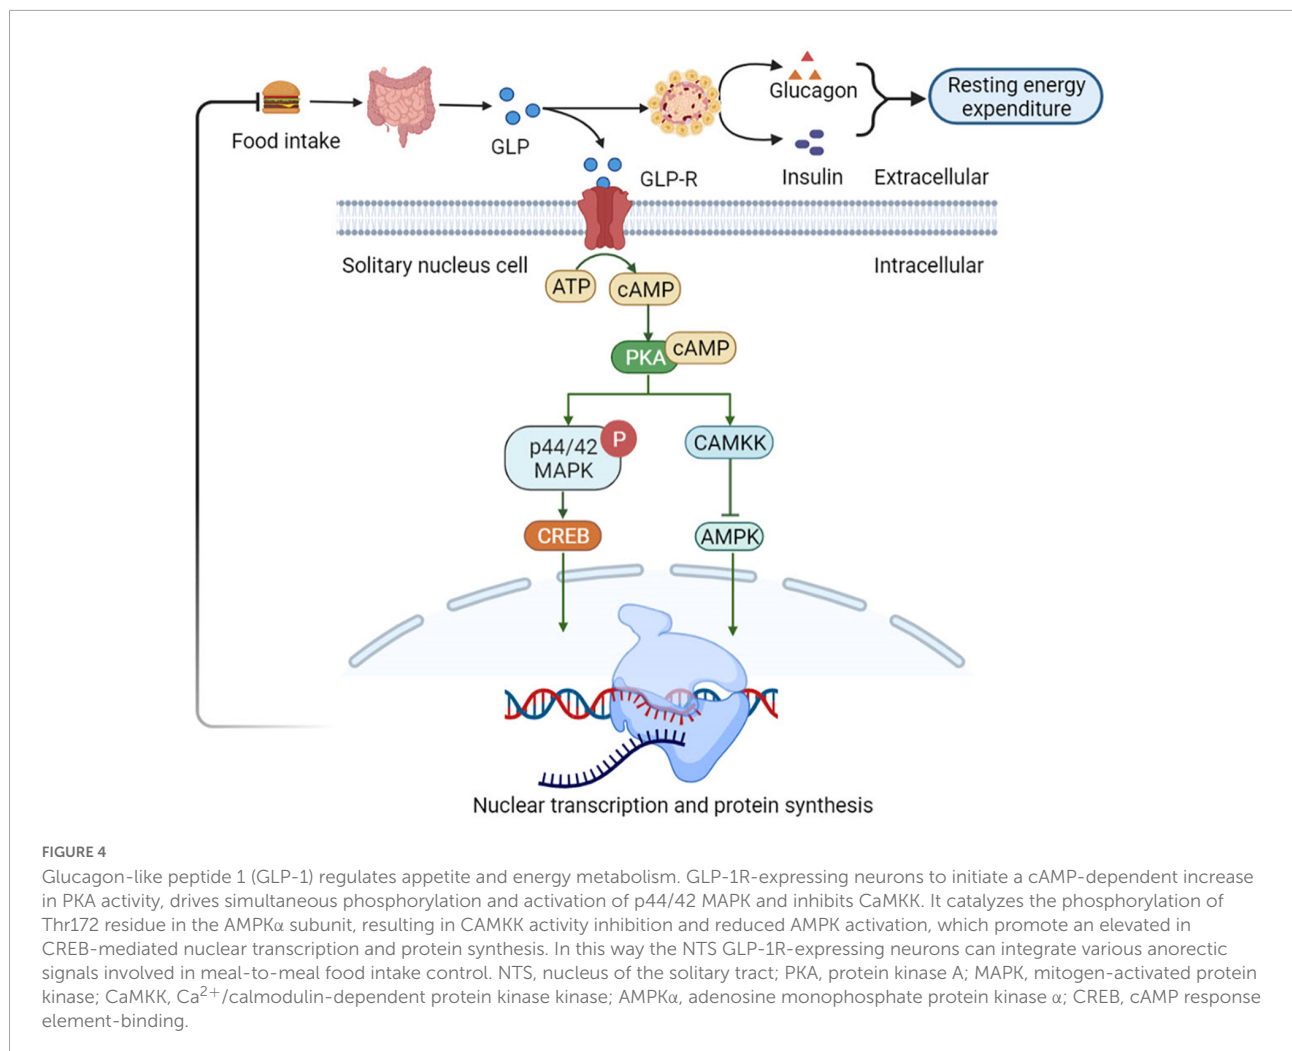 Food intake
GLP
Glucagon
Insulin
Resting energy
expenditure
GLP-R
Extracellular
Solitary nucleus cell
Intracellular
ATP
cAMP
PKA
cAMP
p44/42
MAPK
P
CAMKK
CREB
AMPK
Nuclear transcription and protein synthesis
FIGURE 4
Glucagon-like peptide 1 (GLP-1) regulates appetite and energy metabolism. GLP-1R-expressing neurons to initiate a cAMP-dependent increase
in PKA activity, drives simultaneous phosphorylation and activation of p44/42 MAPK and inhibits CaMKK. It catalyzes the phosphorylation of
Thr172 residue in the AMPKα subunit, resulting in CAMKK activity inhibition and reduced AMPK activation, which promote an elevated in
CREB-mediated nuclear transcription and protein synthesis. In this way the NTS GLP-1R-expressing neurons can integrate various anorectic
signals involved in meal-to-meal food intake control. NTS, nucleus of the solitary tract; PKA, protein kinase A; MAPK, mitogen-activated protein
kinase; CaMKK, Ca²⁺/calmodulin-dependent protein kinase kinase; AMPKα, adenosine monophosphate protein kinase α; CREB, cAMP response
element-binding.